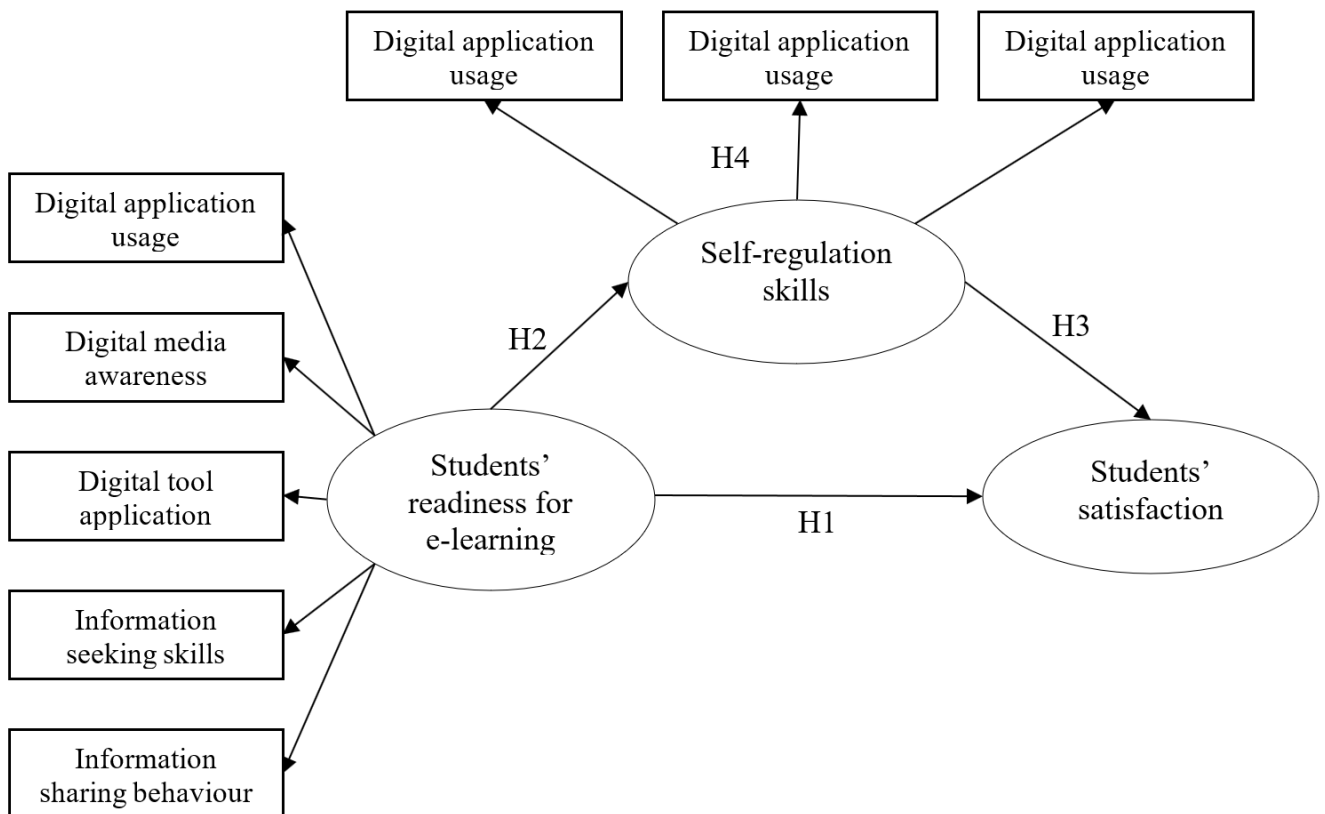 Digital application
usage
Digital application
usage
Digital application
usage
H4
Digital application
usage
Self-regulation
skills
Digital media
awareness
H2
H3
Digital tool
application
Students’
readiness for
e-learning
H1
Students’
satisfaction
Information
seeking skills
Information
sharing behaviour